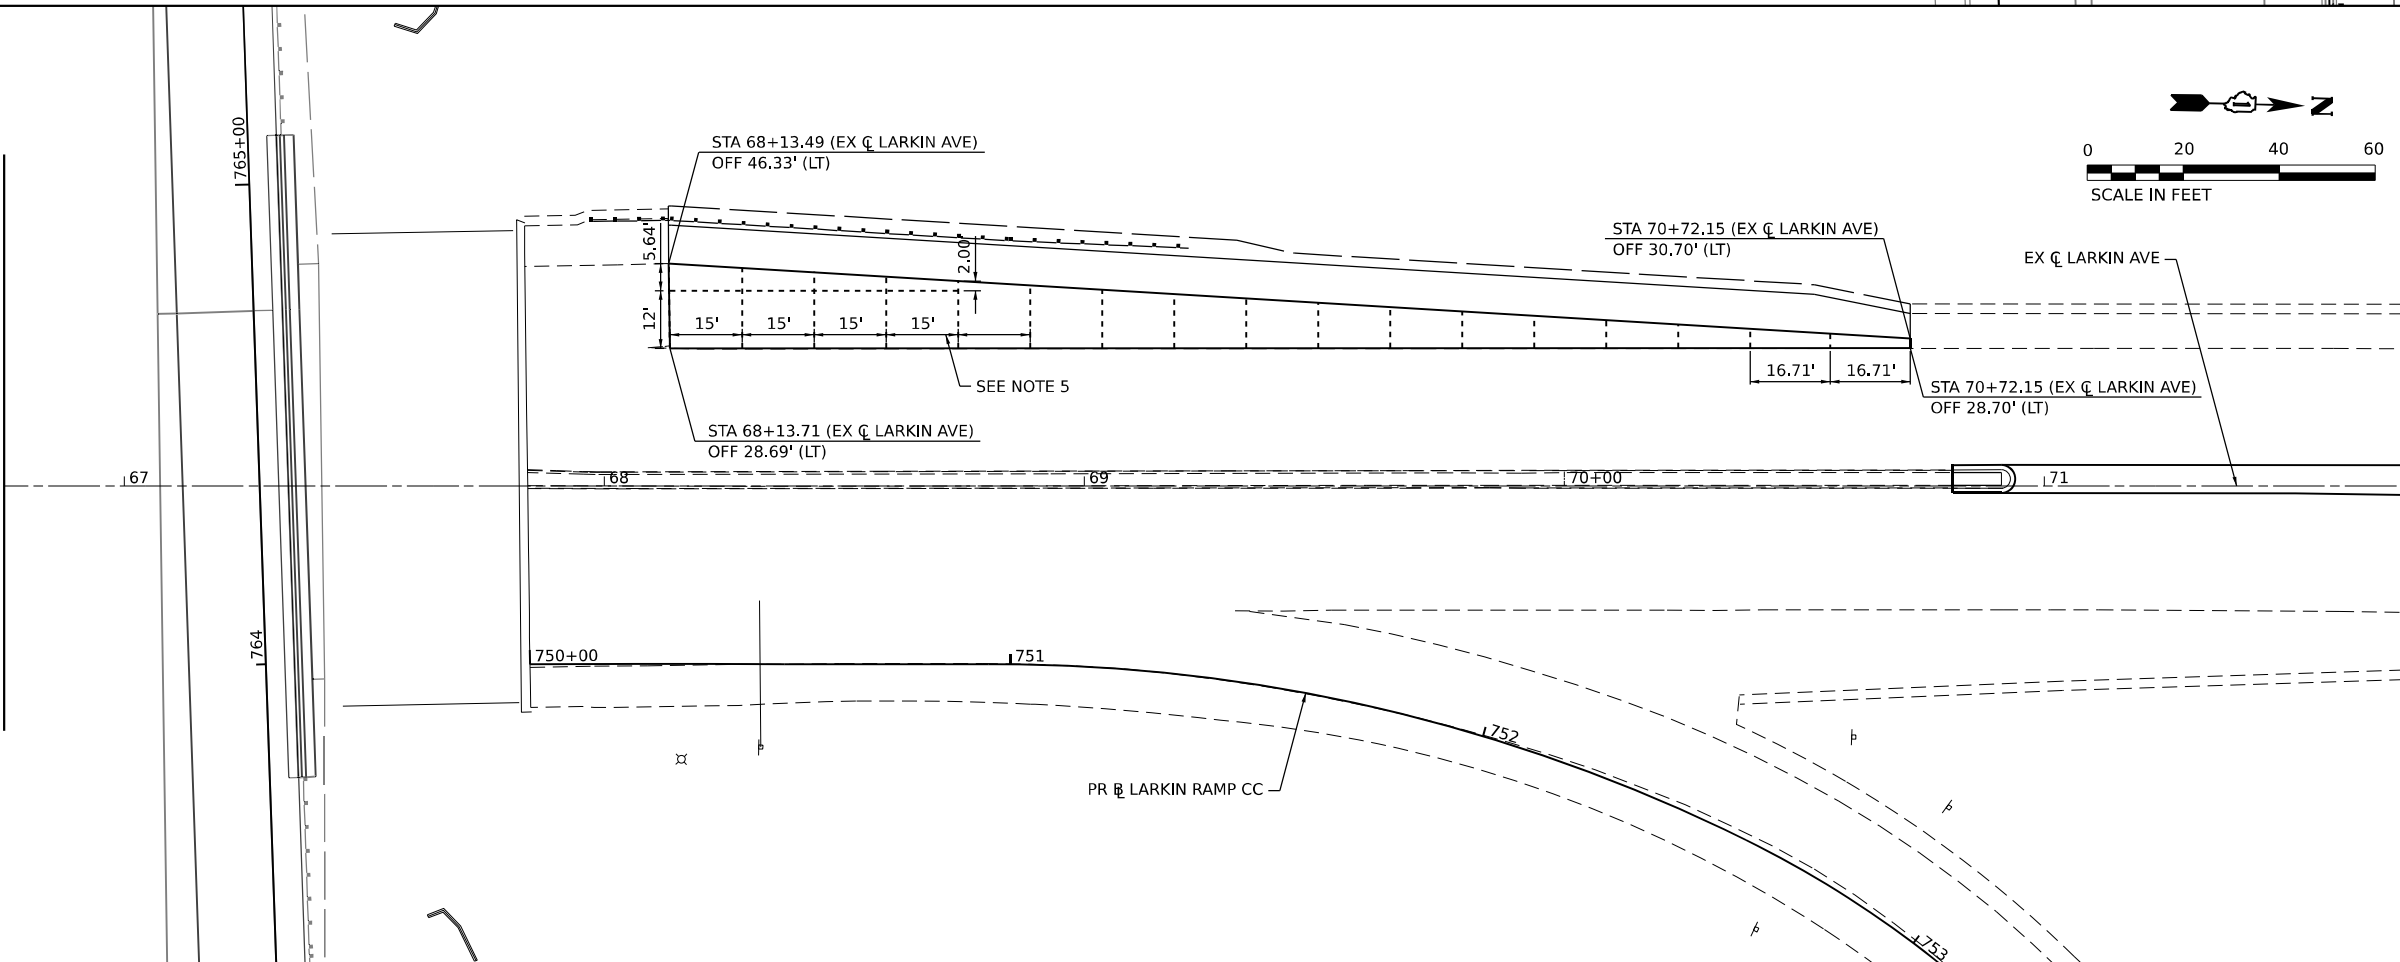 0 20 40 60
SCALE IN FEET
N
765+00
STA 68+13.49 (EX ℄ LARKIN AVE)
OFF 46.33' (LT)
STA 70+72.15 (EX ℄ LARKIN AVE)
OFF 30.70' (LT)
EX ℄ LARKIN AVE
5.64'
2.00
12'
15'
15'
15'
15'
SEE NOTE 5
16.71'
16.71'
STA 70+72.15 (EX ℄ LARKIN AVE)
OFF 28.70' (LT)
STA 68+13.71 (EX ℄ LARKIN AVE)
OFF 28.69' (LT)
67
68
69
70+00
71
764
750+00
751
752
753
PR BL LARKIN RAMP CC